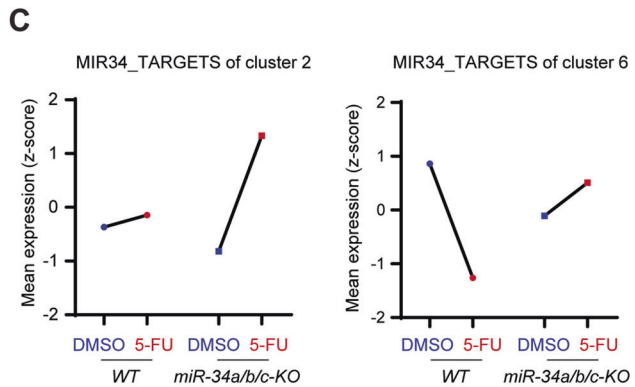 C
MIR34_TARGETS of cluster 2
Mean expression (z-score)
2
1
0
-1
-2
DMSO 5-FU DMSO 5-FU
WT miR-34a/b/c-KO
MIR34_TARGETS of cluster 6
Mean expression (z-score)
2
1
0
-1
-2
DMSO 5-FU DMSO 5-FU
WT miR-34a/b/c-KO